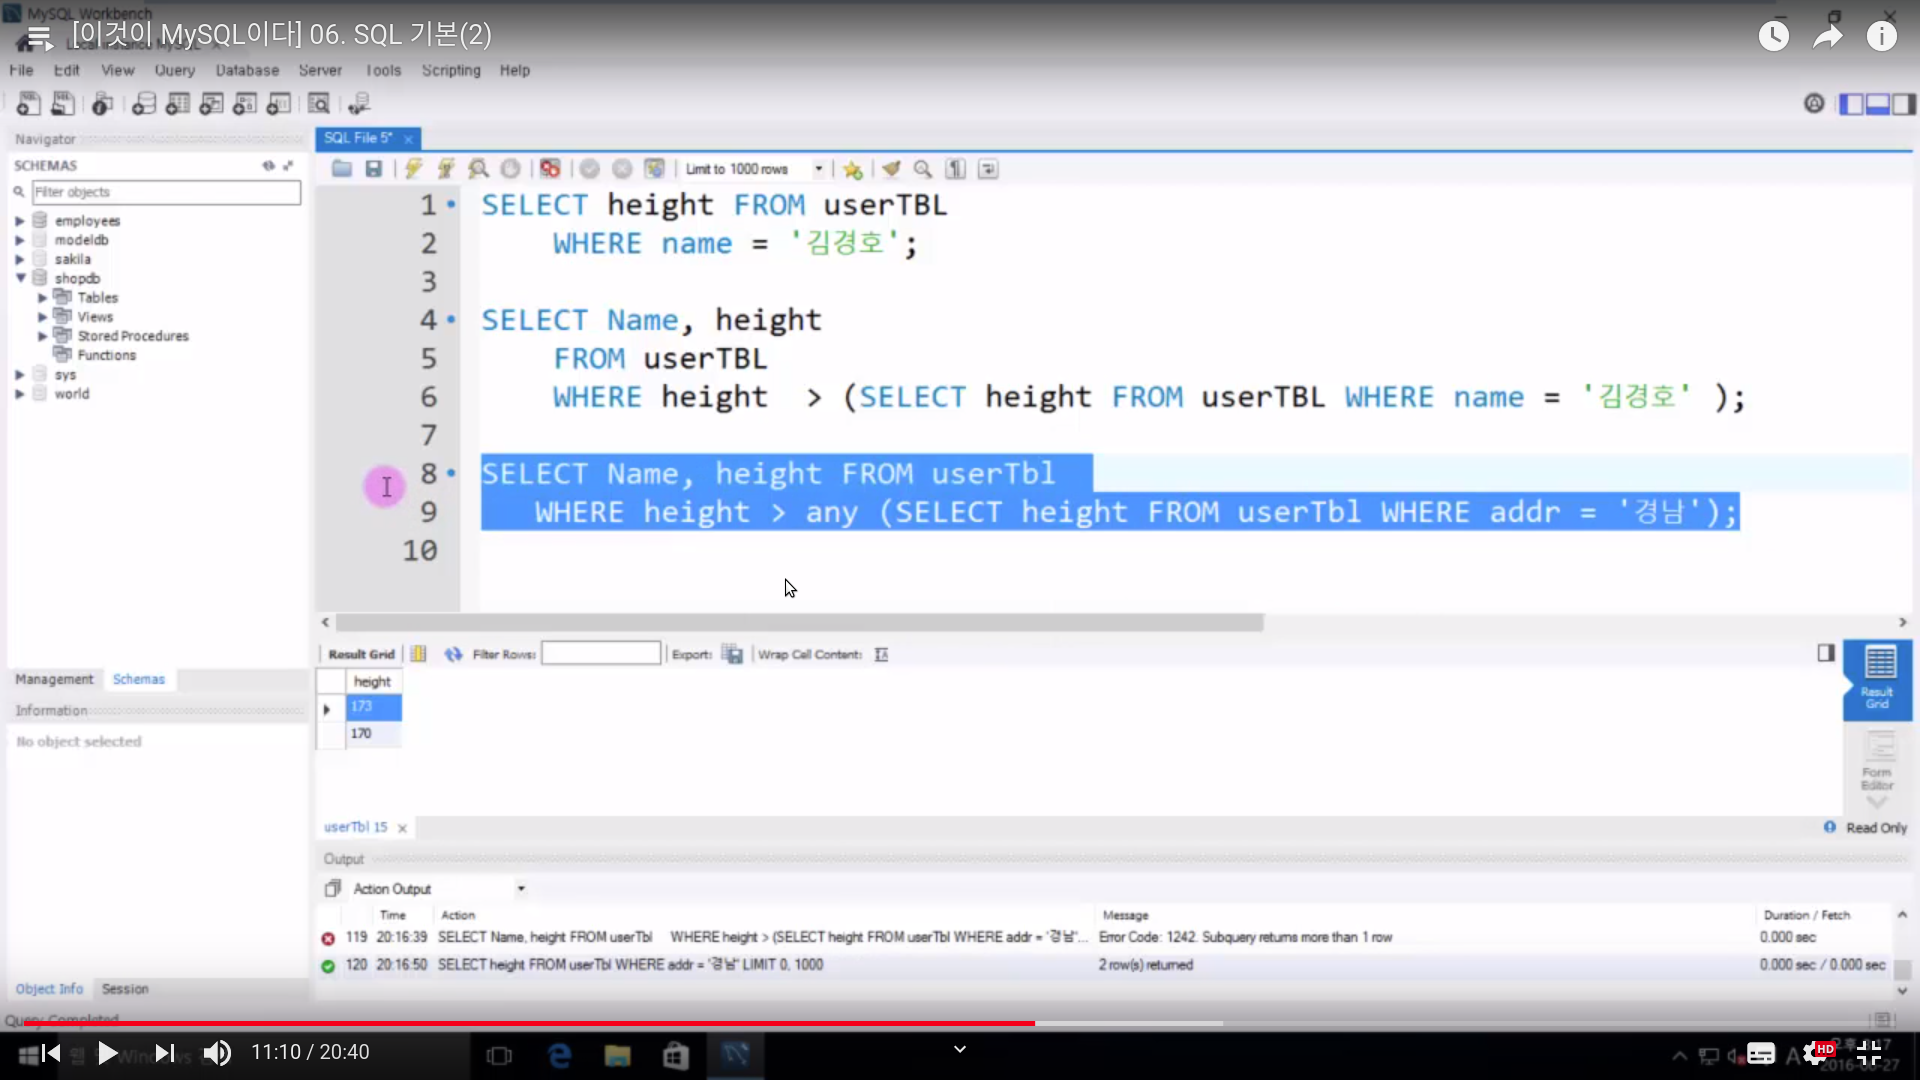 MySQL Workbench
[이것이 MySQL이다] 06. SQL 기본(2)
File Edit View Query Database Server Tools Scripting Help
Navigator
SQL File 5*
SCHEMAS
Limit to 1000 rows
Filter objects
employees
modeldb
sakila
shopdb
Tables
Views
Stored Procedures
Functions
sys
world
1 SELECT height FROM userTBL
2 WHERE name = '김경호';
3
4 SELECT Name, height
5 FROM userTBL
6 WHERE height > (SELECT height FROM userTBL WHERE name = '김경호' );
7
8 SELECT Name, height FROM userTbl
9 WHERE height > any (SELECT height FROM userTbl WHERE addr = '경남');
10
Result Grid Filter Rows: Export: Wrap Cell Content:
Management Schemas
height
173
170
Result Grid
Form Editor
Information
No object selected
userTbl 15
Read Only
Output
Action Output
Time Action Message Duration / Fetch
119 20:16:39 SELECT Name, height FROM userTbl WHERE height > (SELECT height FROM userTbl WHERE addr = '경남'... Error Code: 1242. Subquery returns more than 1 row 0.000 sec
120 20:16:50 SELECT height FROM userTbl WHERE addr = '경남' LIMIT 0, 1000 2 row(s) returned 0.000 sec / 0.000 sec
Object Info Session
Query Completed
11:10 / 20:40
HD